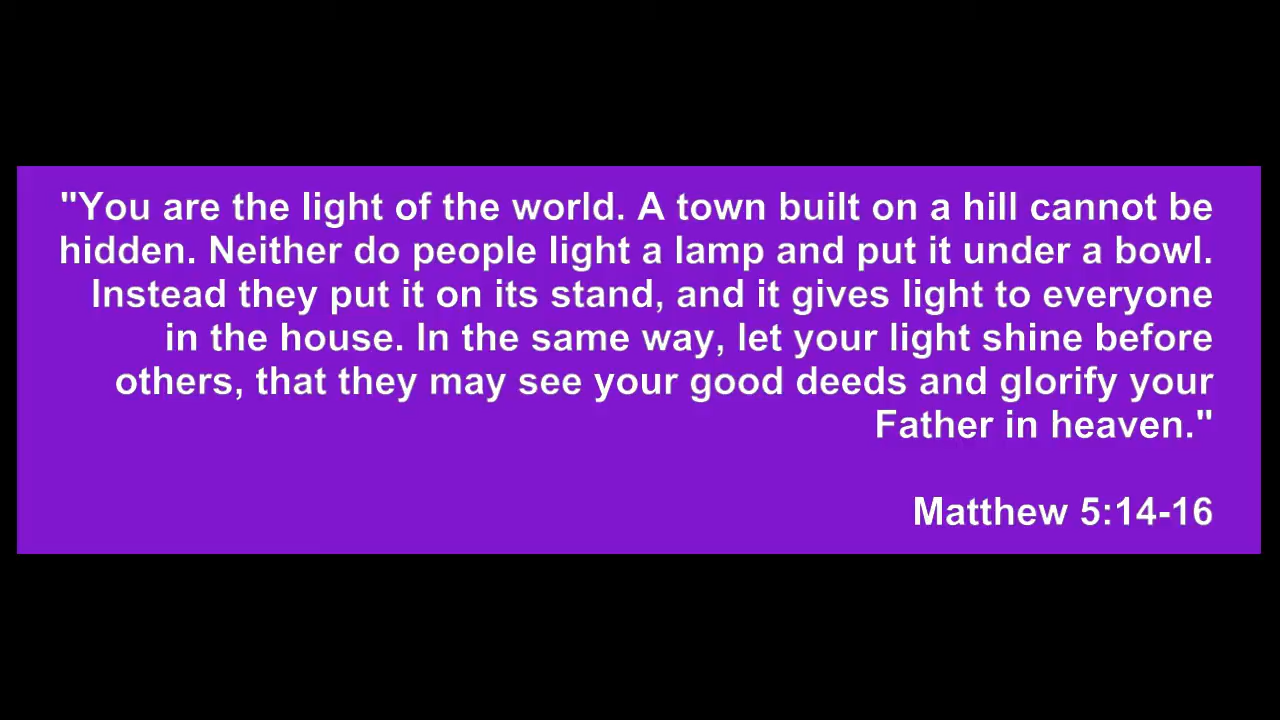 "You are the light of the world. A town built on a hill cannot be
hidden. Neither do people light a lamp and put it under a bowl.
Instead they put it on its stand, and it gives light to everyone
in the house. In the same way, let your light shine before
others, that they may see your good deeds and glorify your
Father in heaven."
Matthew 5:14-16